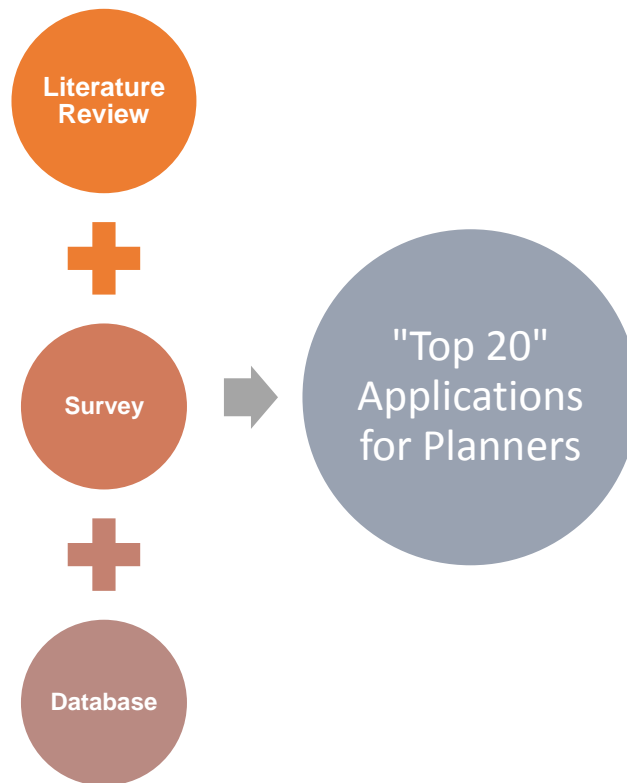 Literature
Review
Survey
Database
"Top 20"
Applications
for Planners